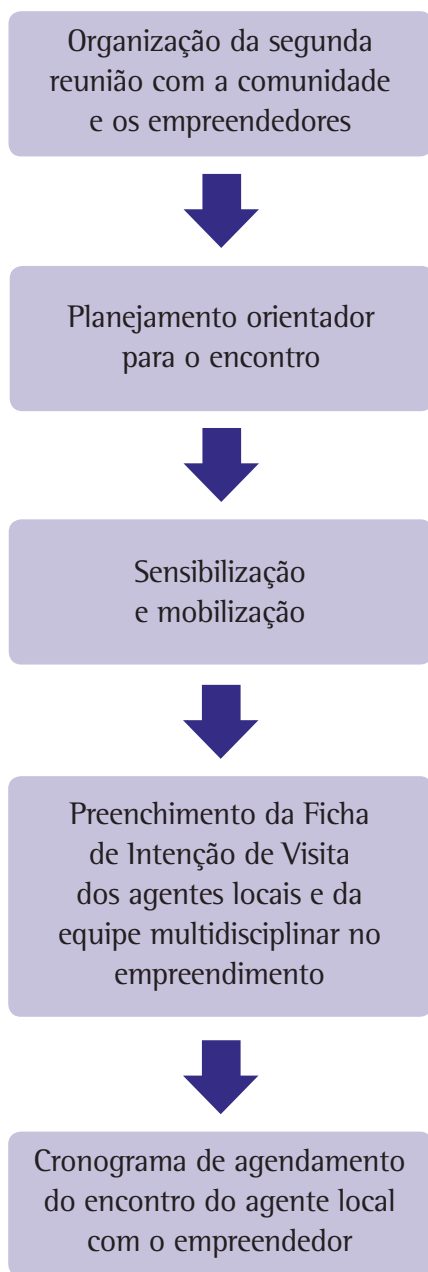 Organização da segunda
reunião com a comunidade
e os empreendedores
Planejamento orientador
para o encontro
Sensibilização
e mobilização
Preenchimento da Ficha
de Intenção de Visita
dos agentes locais e da
equipe multidisciplinar no
empreendimento
Cronograma de agendamento
do encontro do agente local
com o empreendedor